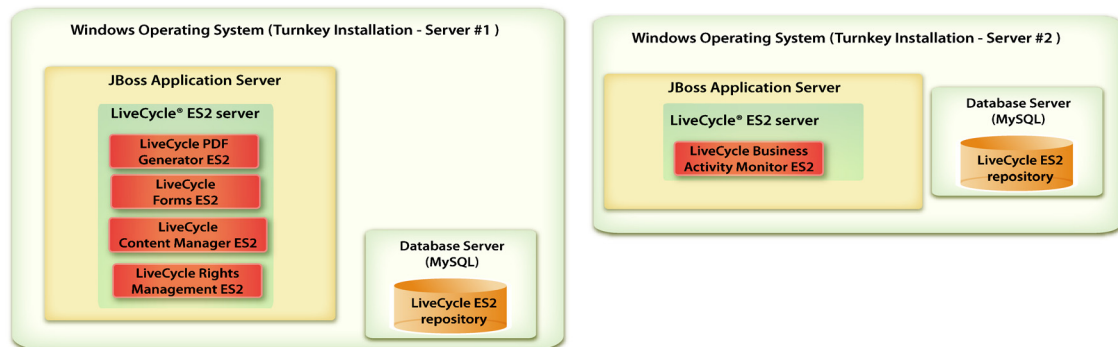 Windows Operating System (Turnkey Installation - Server #1 )
JBoss Application Server
LiveCycle® ES2 server
LiveCycle PDF
Generator ES2
LiveCycle
Forms ES2
LiveCycle
Content Manager ES2
LiveCycle Rights
Management ES2
Database Server
(MySQL)
LiveCycle ES2
repository
Windows Operating System (Turnkey Installation - Server #2 )
JBoss Application Server
LiveCycle® ES2 server
LiveCycle Business
Activity Monitor ES2
Database Server
(MySQL)
LiveCycle ES2
repository